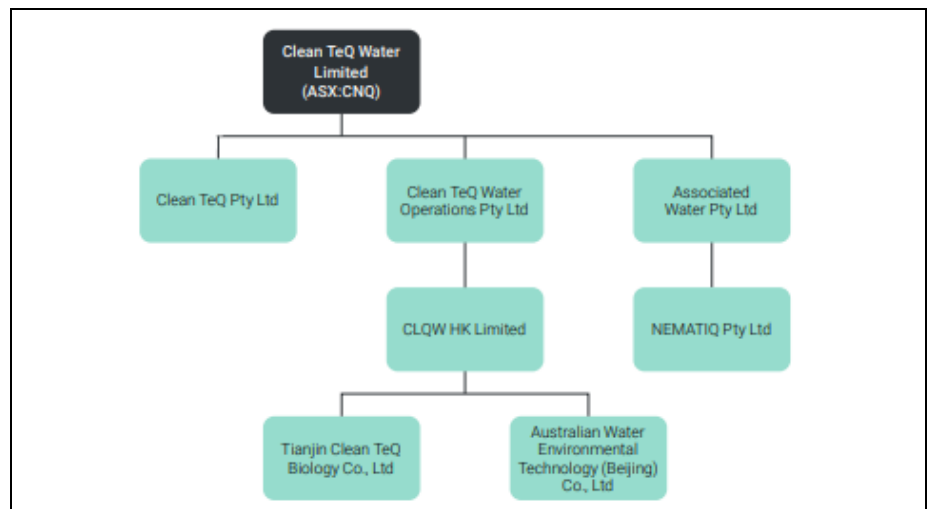 Clean TeQ Water
Limited
(ASX:CNQ)
Clean TeQ Pty Ltd
Clean TeQ Water
Operations Pty Ltd
Associated
Water Pty Ltd
CLQW HK Limited
NEMATIQ Pty Ltd
Tianjin Clean TeQ
Biology Co., Ltd
Australian Water
Environmental
Technology (Beijing)
Co., Ltd